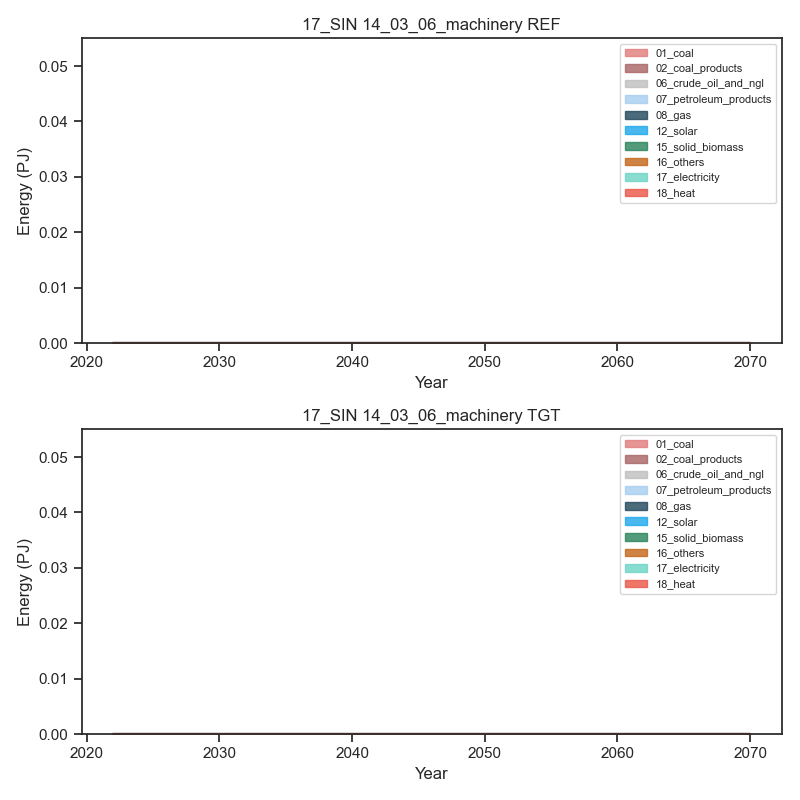 17_SIN 14_03_06_machinery REF
Energy (PJ)
0.05
0.04
0.03
0.02
0.01
0.00
01_coal
02_coal_products
06_crude_oil_and_ngl
07_petroleum_products
08_gas
12_solar
15_solid_biomass
16_others
17_electricity
18_heat
2020 2030 2040 2050 2060 2070
Year
17_SIN 14_03_06_machinery TGT
Energy (PJ)
0.05
0.04
0.03
0.02
0.01
0.00
01_coal
02_coal_products
06_crude_oil_and_ngl
07_petroleum_products
08_gas
12_solar
15_solid_biomass
16_others
17_electricity
18_heat
2020 2030 2040 2050 2060 2070
Year